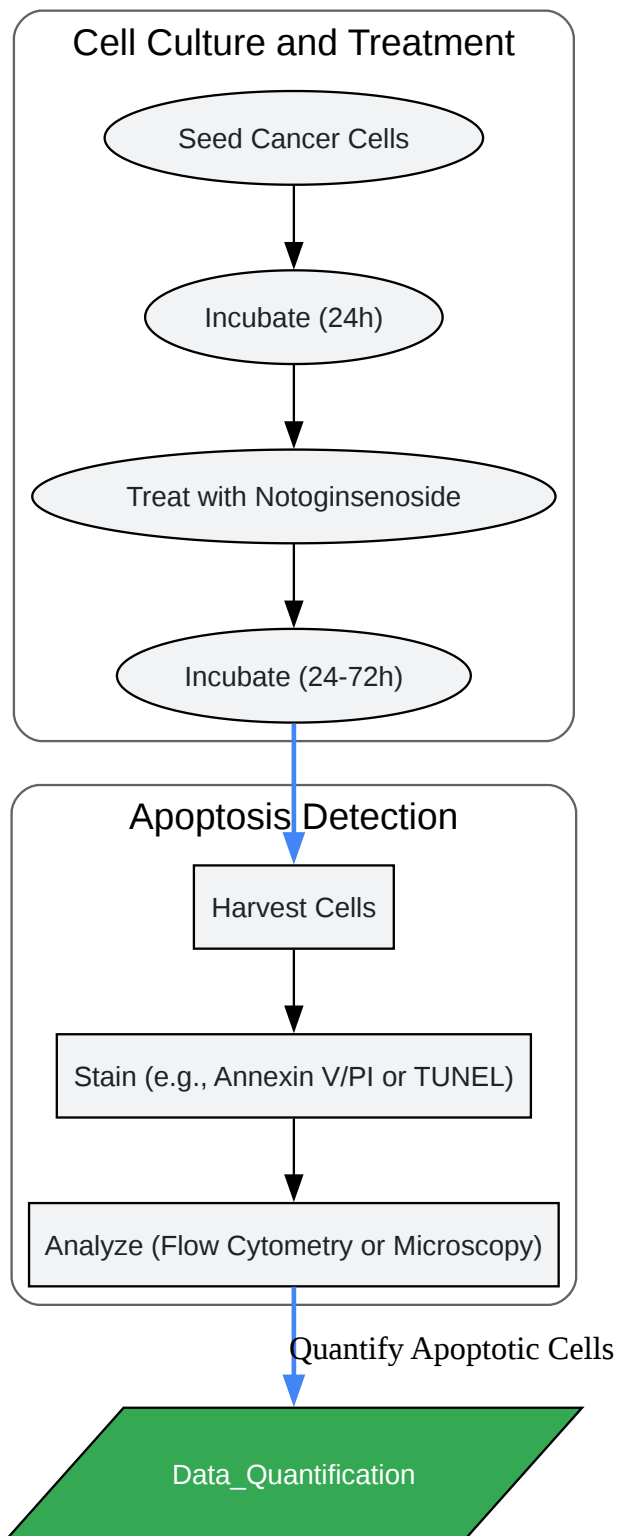 Cell Culture and Treatment
Seed Cancer Cells
Incubate (24h)
Treat with Notoginsenoside
Incubate (24-72h)
Apoptosis Detection
Harvest Cells
Stain (e.g., Annexin V/PI or TUNEL)
Analyze (Flow Cytometry or Microscopy)
Quantify Apoptotic Cells
Data_Quantification